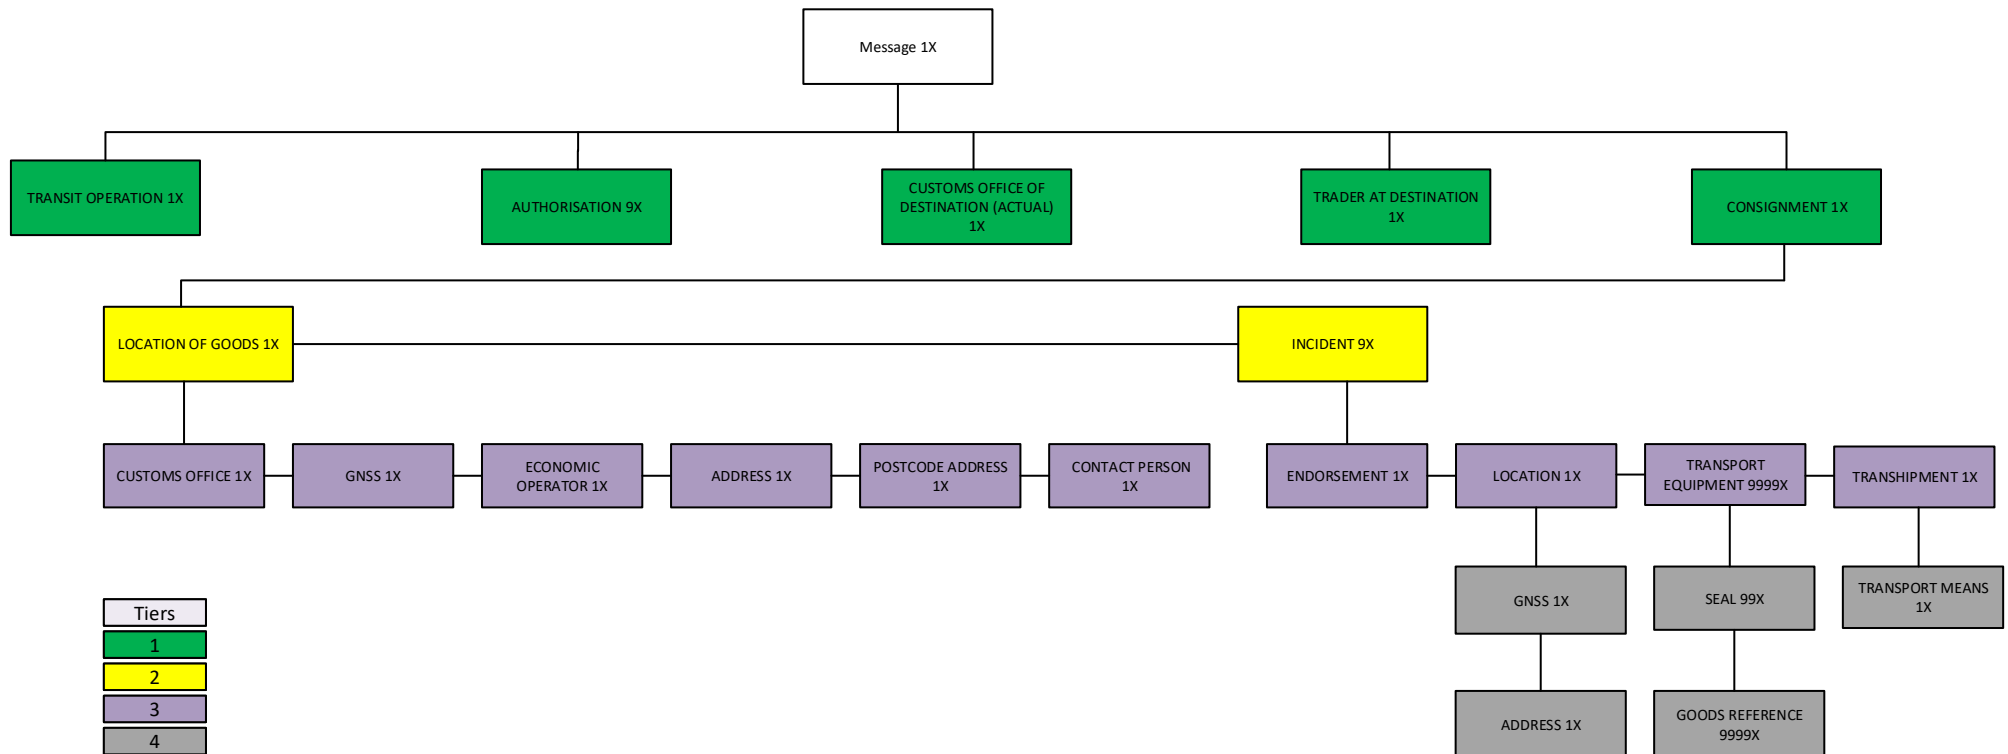 Message 1X
TRANSIT OPERATION 1X
AUTHORISATION 9X
CUSTOMS OFFICE OF
DESTINATION (ACTUAL)
1X
TRADER AT DESTINATION
1X
CONSIGNMENT 1X
LOCATION OF GOODS 1X
INCIDENT 9X
CUSTOMS OFFICE 1X
GNSS 1X
ECONOMIC
OPERATOR 1X
ADDRESS 1X
POSTCODE ADDRESS
1X
CONTACT PERSON
1X
ENDORSEMENT 1X
LOCATION 1X
TRANSPORT
EQUIPMENT 9999X
TRANSHIPMENT 1X
GNSS 1X
SEAL 99X
TRANSPORT MEANS
1X
ADDRESS 1X
GOODS REFERENCE
9999X
Tiers
1
2
3
4